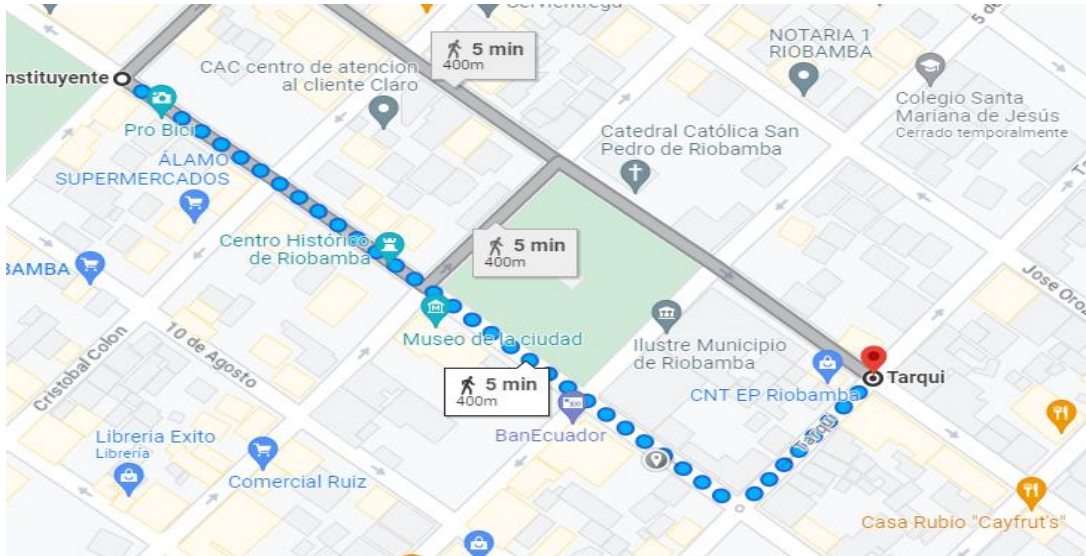 Servientrega
NOTARIA 1
RIOBAMBA
5 min
400m
nstituyente
CAC centro de atencion
al cliente Claro
Colegio Santa
Mariana de Jesús
Cerrado temporalmente
Pro Bici
Catedral Católica San
Pedro de Riobamba
ÁLAMO
SUPERMERCADOS
Centro Histórico
de Riobamba
5 min
400m
BAMBA
Jose Oroz
Museo de la ciudad
Ilustre Municipio
de Riobamba
10 de Agosto
Cristobal Colon
5 min
400m
CNT EP Riobamba
Tarqui
BanEcuador
Tarqui
Libreria Exito
Librería
Comercial Ruiz
Casa Rubio "Cayfrut's"